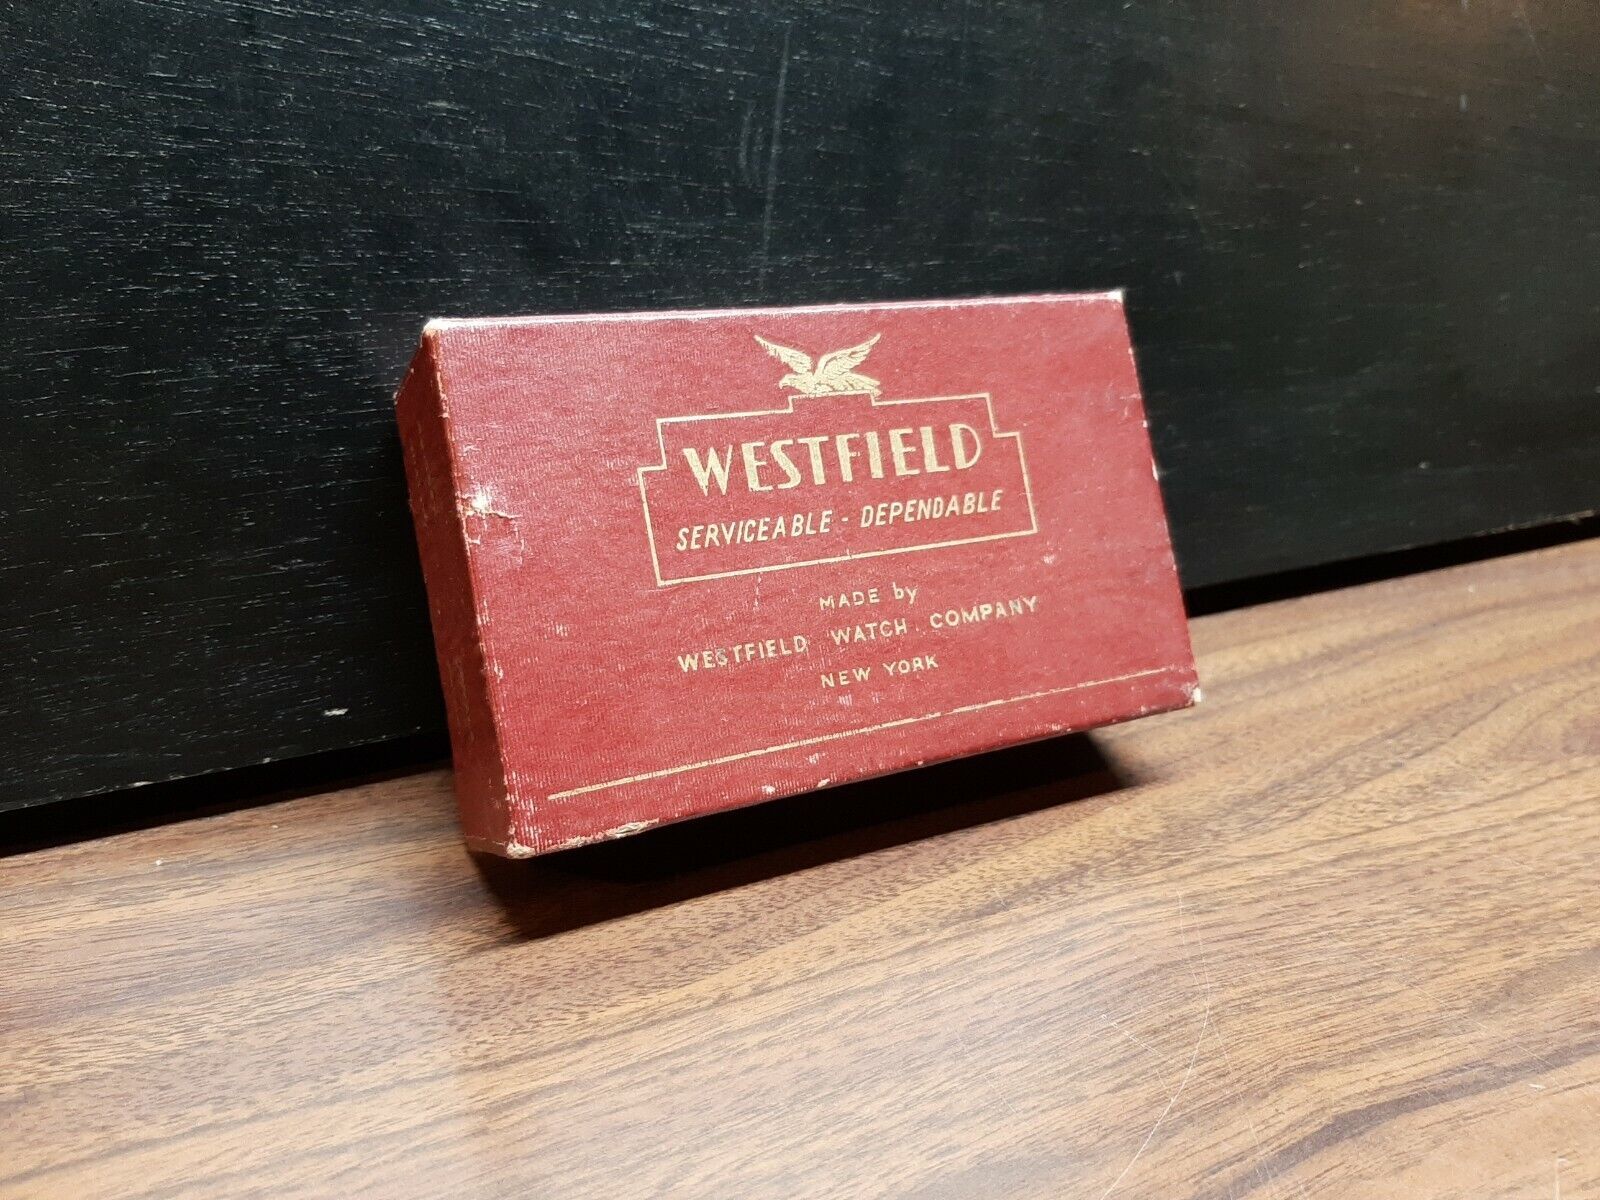 WESTFIELD
SERVICEABLE - DEPENDABLE
MADE by
WESTFIELD WATCH COMPANY
NEW YORK